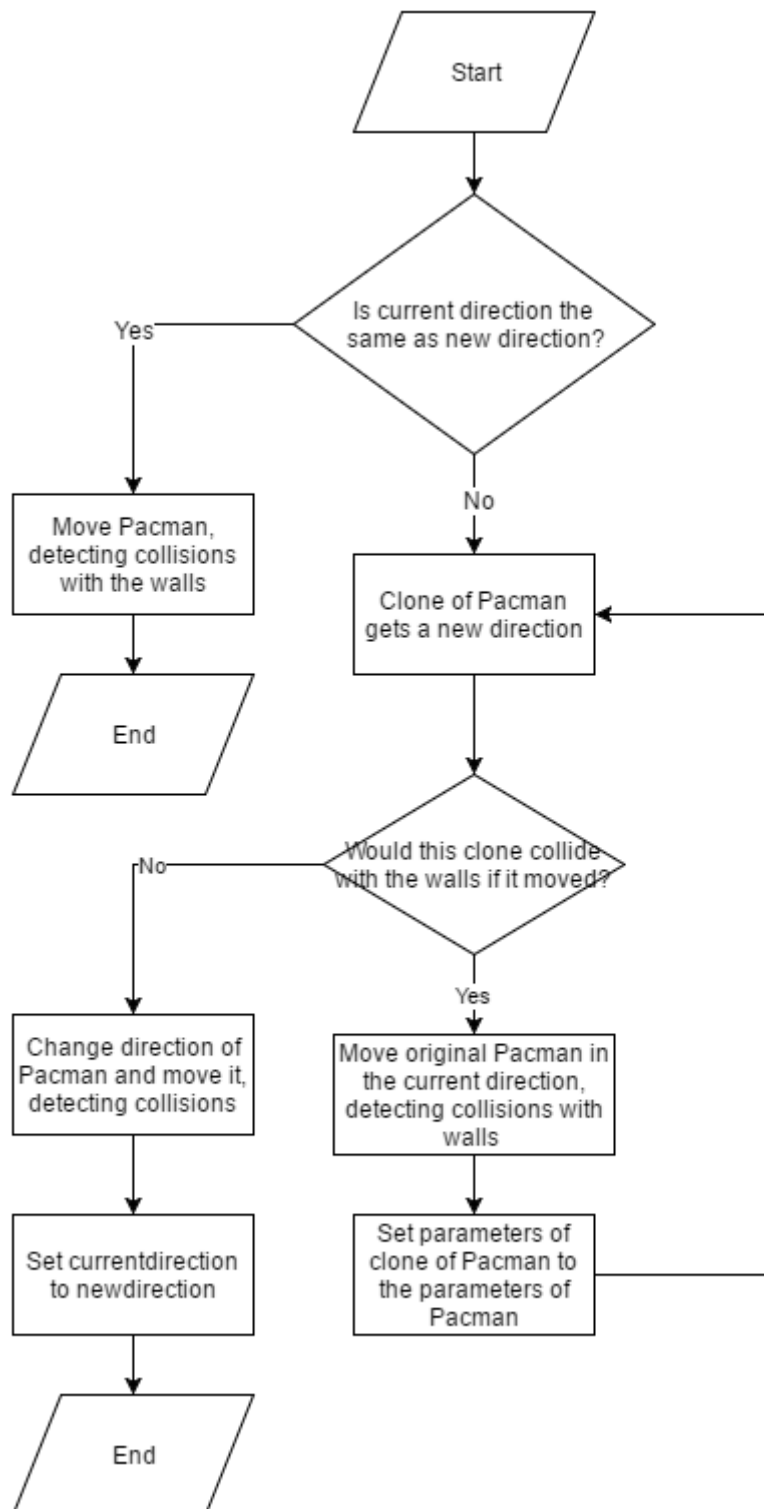 Start
Is current direction the
same as new direction?
Yes
No
Move Pacman,
detecting collisions
with the walls
Clone of Pacman
gets a new direction
End
Would this clone collide
with the walls if it moved?
No
Yes
Change direction of
Pacman and move it,
detecting collisions
Move original Pacman in
the current direction,
detecting collisions with
walls
Set currentdirection
to newdirection
Set parameters of
clone of Pacman to
the parameters of
Pacman
End